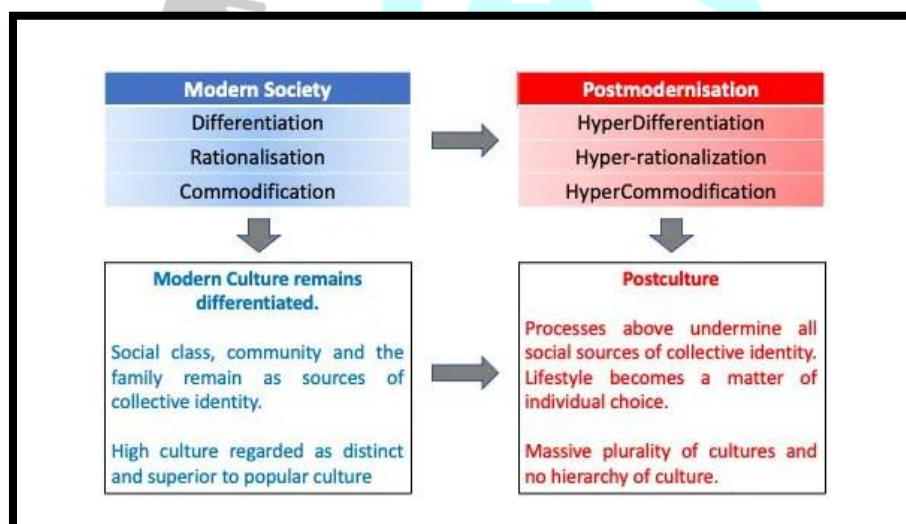 Modern Society
Differentiation
Rationalisation
Commodification
Postmodernisation
HyperDifferentiation
Hyper-rationalization
HyperCommodification
Modern Culture remains
differentiated.
Social class, community and the
family remain as sources of
collective identity.
High culture regarded as distinct
and superior to popular culture
Postculture
Processes above undermine all
social sources of collective identity.
Lifestyle becomes a matter of
individual choice.
Massive plurality of cultures and
no hierarchy of culture.